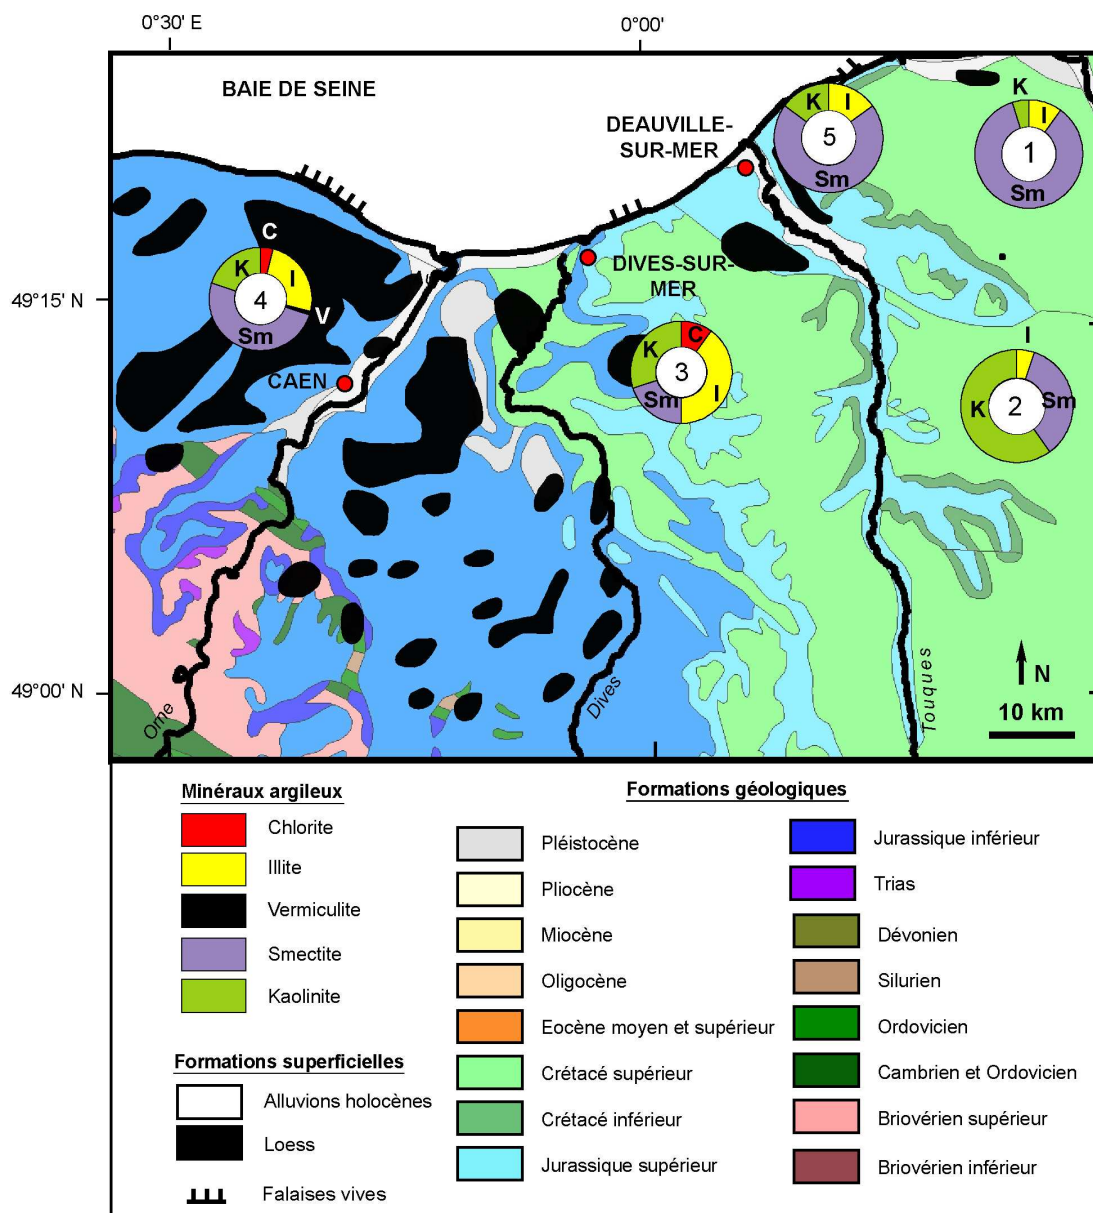 0°30' E
0°00'
BAIE DE SEINE
DEAUVILLE-
SUR-MER
K
I
5
Sm
K
I
1
Sm
49°15' N
C
K
I
4
V
Sm
CAEN
DIVES-SUR-
MER
C
K
3
Sm
I
I
K
2
Sm
49°00' N
Orne
Dives
Touques
N
10 km
Minéraux argileux
Chlorite
Illite
Vermiculite
Smectite
Kaolinite
Formations superficielles
Alluvions holocènes
Loess
Falaises vives
Formations géologiques
Pléistocène
Pliocène
Miocène
Oligocène
Eocène moyen et supérieur
Crétacé supérieur
Crétacé inférieur
Jurassique supérieur
Jurassique inférieur
Trias
Dévonien
Silurien
Ordovicien
Cambrien et Ordovicien
Briovérien supérieur
Briovérien inférieur